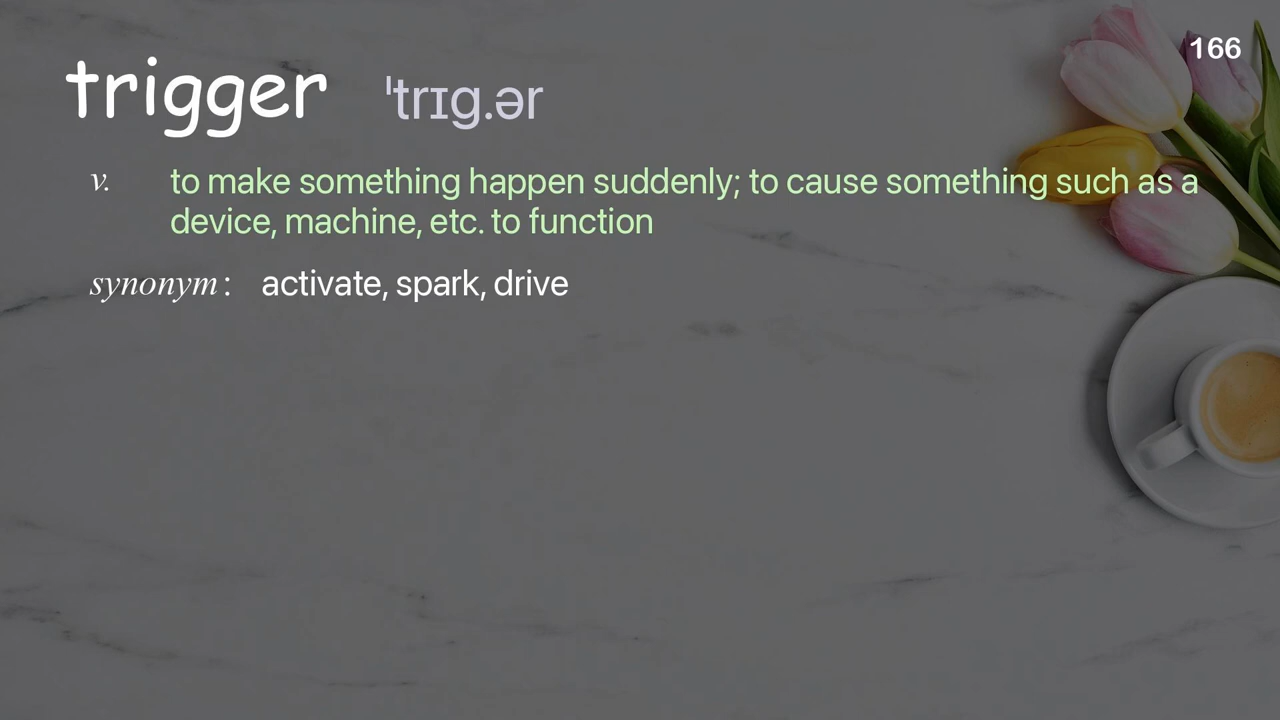 166
trigger ˈtrɪg.ər
v. to make something happen suddenly; to cause something such as a
device, machine, etc. to function
synonym : activate, spark, drive